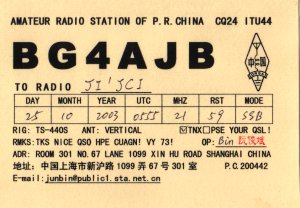 AMATEUR RADIO STATION OF P.R.CHINA CQ24 ITU44
BG4AJB
TO RADIO JI1JCI
DAY MONTH YEAR UTC MHZ RST MODE
25 10 2003 0555 21 59 SSB
RIG: TS-440S ANT: VERTICAL ☑TNX□PSE YOUR QSL!
RMKS:TKS NICE QSO HPE CUAGN! VY 73! OP: Bin
ADR: ROOM 301 NO.67 LANE 1099 XIN HU ROAD SHANGHAI CHINA
地址:中国上海市新沪路1099弄67号301室 P.C.200442
E-mail:junbin@public1.sta.net.cn